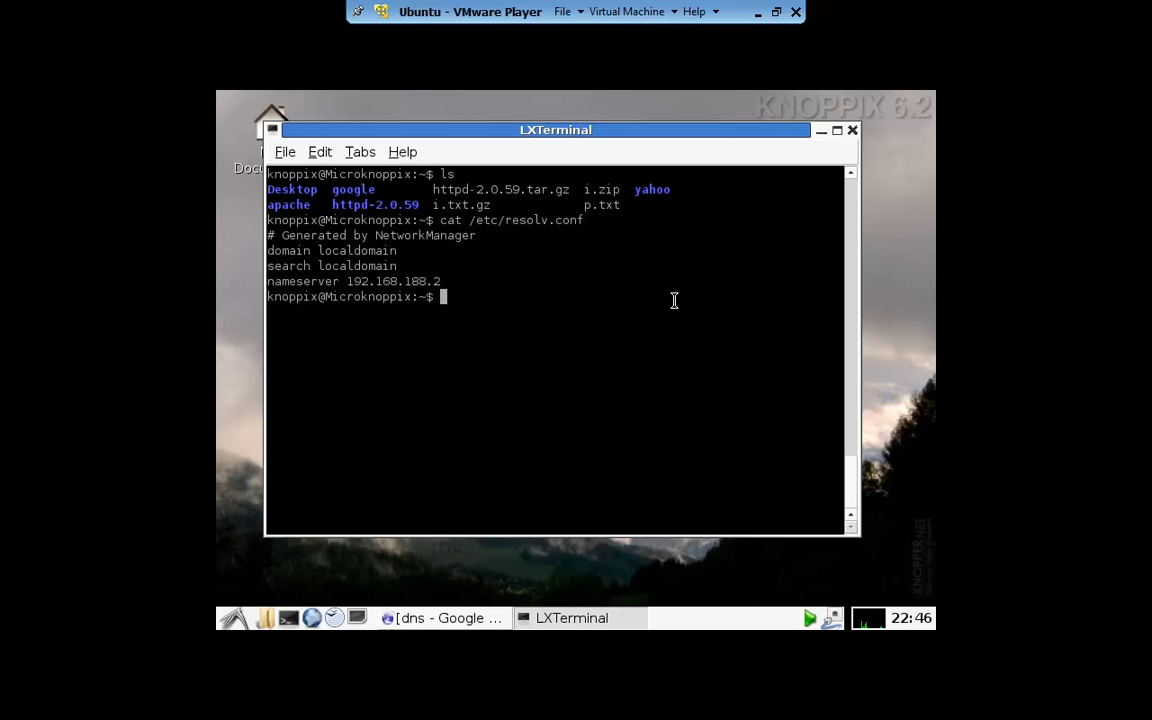 Ubuntu - VMware Player File Virtual Machine Help
KNOPPIX 6.2
LXTerminal
File Edit Tabs Help
knoppix@Microknoppix:~$ ls
Desktop google httpd-2.0.59.tar.gz i.zip yahoo
apache httpd-2.0.59 i.txt.gz p.txt
knoppix@Microknoppix:~$ cat /etc/resolv.conf
# Generated by NetworkManager
domain localdomain
search localdomain
nameserver 192.168.188.2
knoppix@Microknoppix:~$
Docu
KNOPPER.NET
[dns - Google ... LXTerminal 22:46